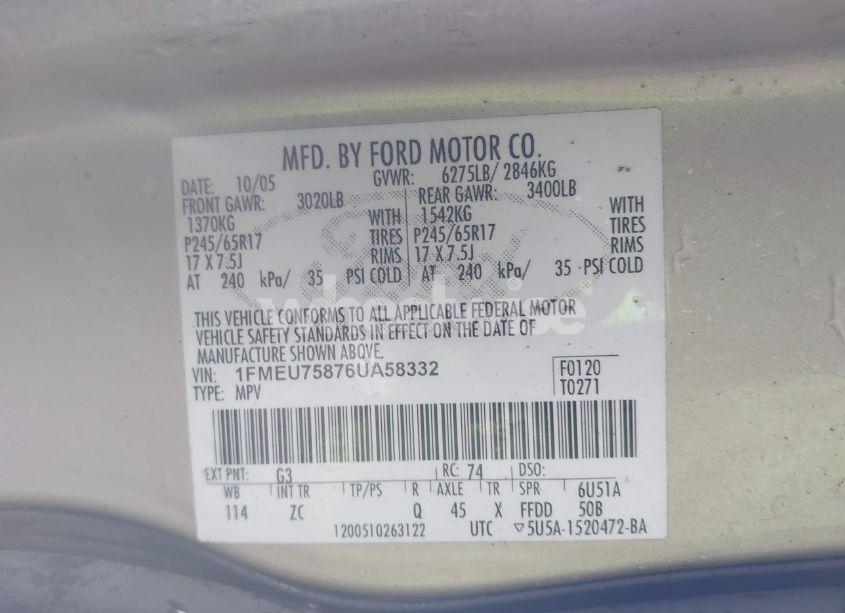 MFD. BY FORD MOTOR CO.
DATE: 10/05 GVWR: 6275LB/ 2846KG
FRONT GAWR: 3020LB REAR GAWR: 3400LB
1370KG WITH 1542KG WITH
P245/65R17 TIRES P245/65R17 TIRES
17 X 7.5J RIMS 17 X 7.5J RIMS
AT 240 kPa/ 35 PSI COLD AT 240 kPa/ 35 PSI COLD
THIS VEHICLE CONFORMS TO ALL APPLICABLE FEDERAL MOTOR
VEHICLE SAFETY STANDARDS IN EFFECT ON THE DATE OF
MANUFACTURE SHOWN ABOVE.
VIN: 1FMEU75876UA58332 F0120
TYPE: MPV T0271
EXT PNT: G3 RC: 74 DSO:
WB INT TR TP/PS R AXLE TR SPR 6U51A
114 ZC Q 45 X FFDD 50B
1200510263122 UTC ▽5U5A-1520472-BA